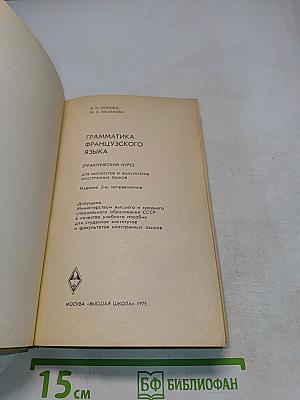 И. Н. ПОПОВА,
Ж. А. КАЗАКОВА
ГРАММАТИКА
ФРАНЦУЗСКОГО
ЯЗЫКА
(ПРАКТИЧЕСКИЙ КУРС)
ДЛЯ ИНСТИТУТОВ И ФАКУЛЬТЕТОВ
ИНОСТРАННЫХ ЯЗЫКОВ
Издание 2-е, исправленное
Допущено
Министерством высшего и среднего
специального образования СССР
в качестве учебного пособия
для студентов институтов
и факультетов иностранных языков
МОСКВА «ВЫСШАЯ ШКОЛА» 1975
15 см
БФ БИБЛИОФАН